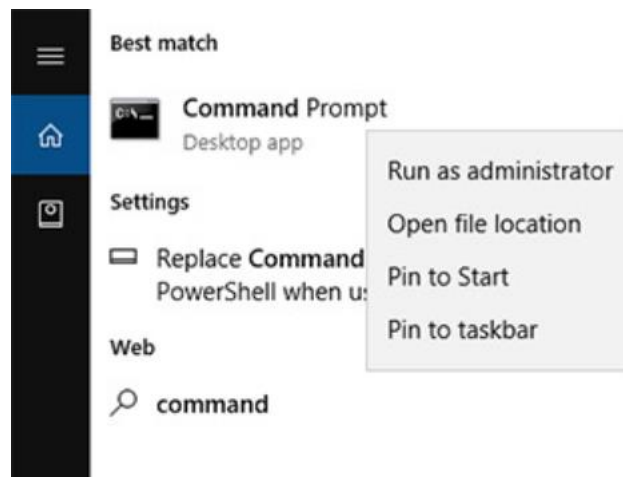 Best match
C:\_
Command Prompt
Desktop app
Run as administrator
Settings
Open file location
Replace Command
Pin to Start
PowerShell when
Pin to taskbar
Web
command